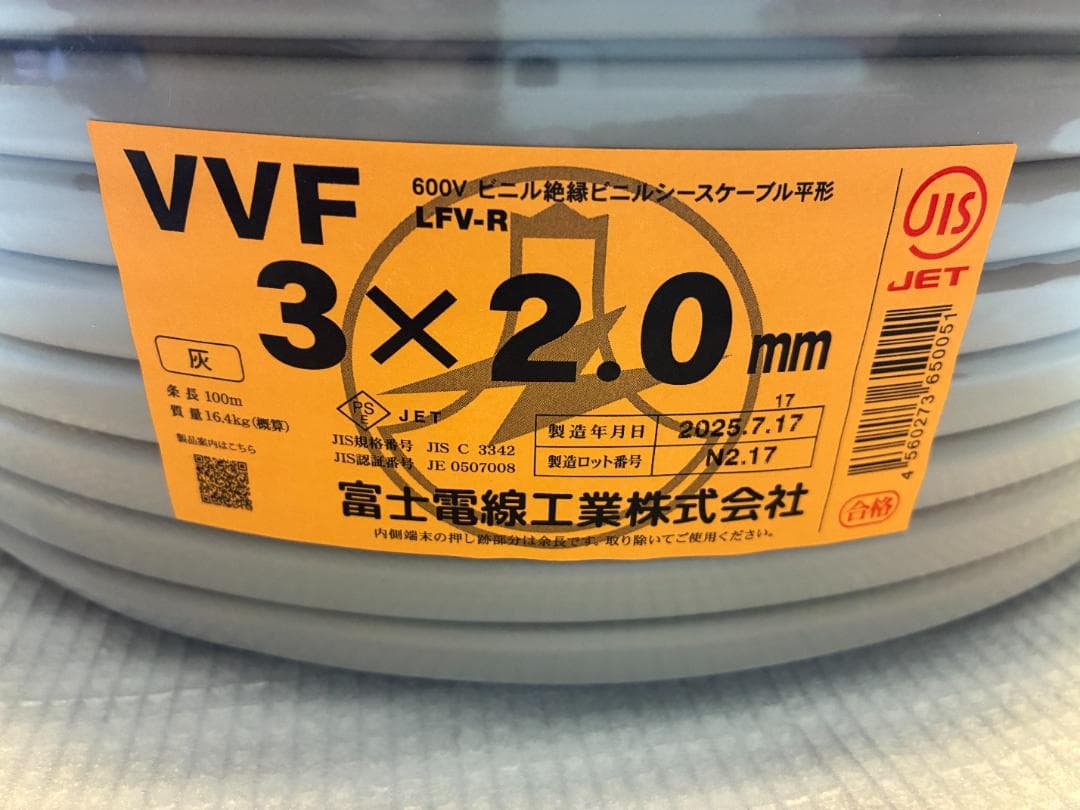 VVF
600V ビニル絶縁ビニルシースケーブル平形
LFV-R
3×2.0mm
灰
条長 100m
質量 16.4kg(概算)
製品案内はこちら
PS
E
JET
JIS規格番号 JIS C 3342
JIS認証番号 JE 0507008
17
製造年月日 2025.7.17
製造ロット番号 N2.17
富士電線工業株式会社
内側端末の押し跡部分は余長です。取り除いてご使用ください。
JIS
JET
4560273650051
合格